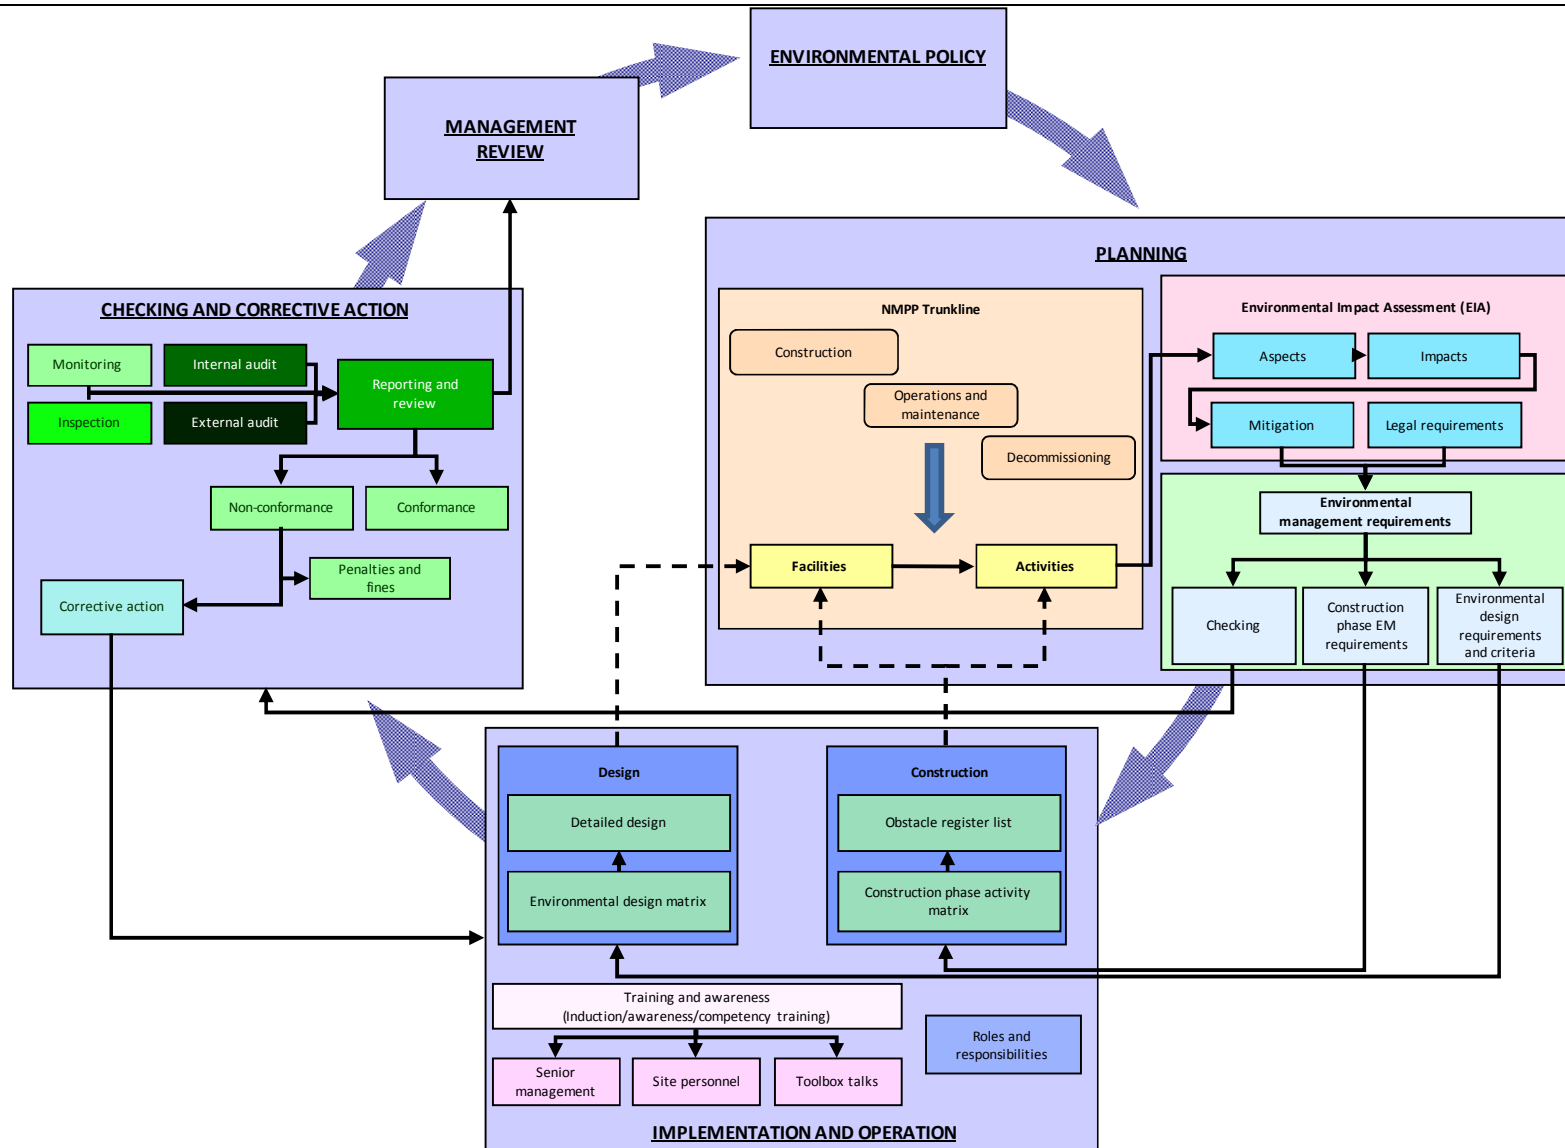 ENVIRONMENTAL POLICY
MANAGEMENT
REVIEW
PLANNING
CHECKING AND CORRECTIVE ACTION
Monitoring
Internal audit
Inspection
External audit
Reporting and
review
Non-conformance
Conformance
Penalties and
fines
Corrective action
NMPP Trunkline
Construction
Operations and
maintenance
Decommissioning
Facilities
Activities
Environmental Impact Assessment (EIA)
Aspects
Impacts
Mitigation
Legal requirements
Environmental
management requirements
Checking
Construction
phase EM
requirements
Environmental
design
requirements
and criteria
Design
Detailed design
Environmental design matrix
Construction
Obstacle register list
Construction phase activity
matrix
Training and awareness
(Induction/awareness/competency training)
Senior
management
Site personnel
Toolbox talks
Roles and
responsibilities
IMPLEMENTATION AND OPERATION